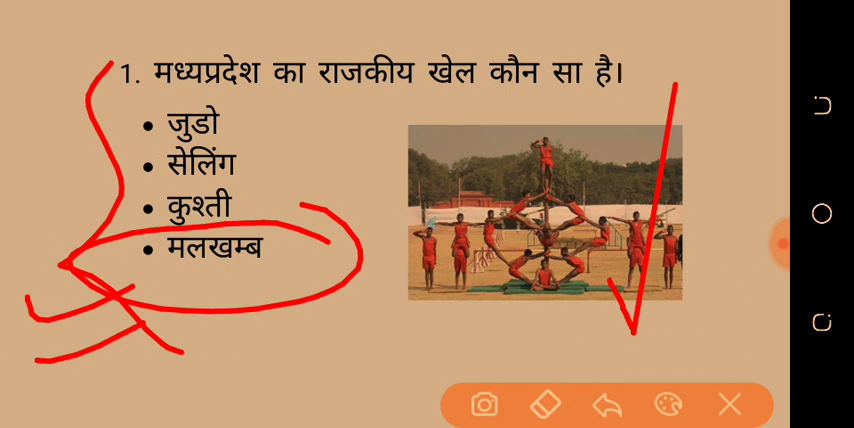 1. मध्यप्रदेश का राजकीय खेल कौन सा है।
• जुडो
• सेलिंग
• कुश्ती
• मलखम्ब